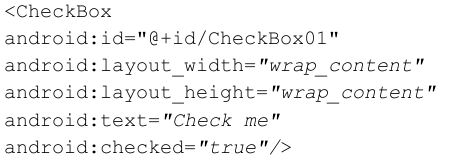 <CheckBox
android:id="@+id/CheckBox01"
android:layout_width="wrap_content"
android:layout_height="wrap_content"
android:text="Check me"
android:checked="true"/>